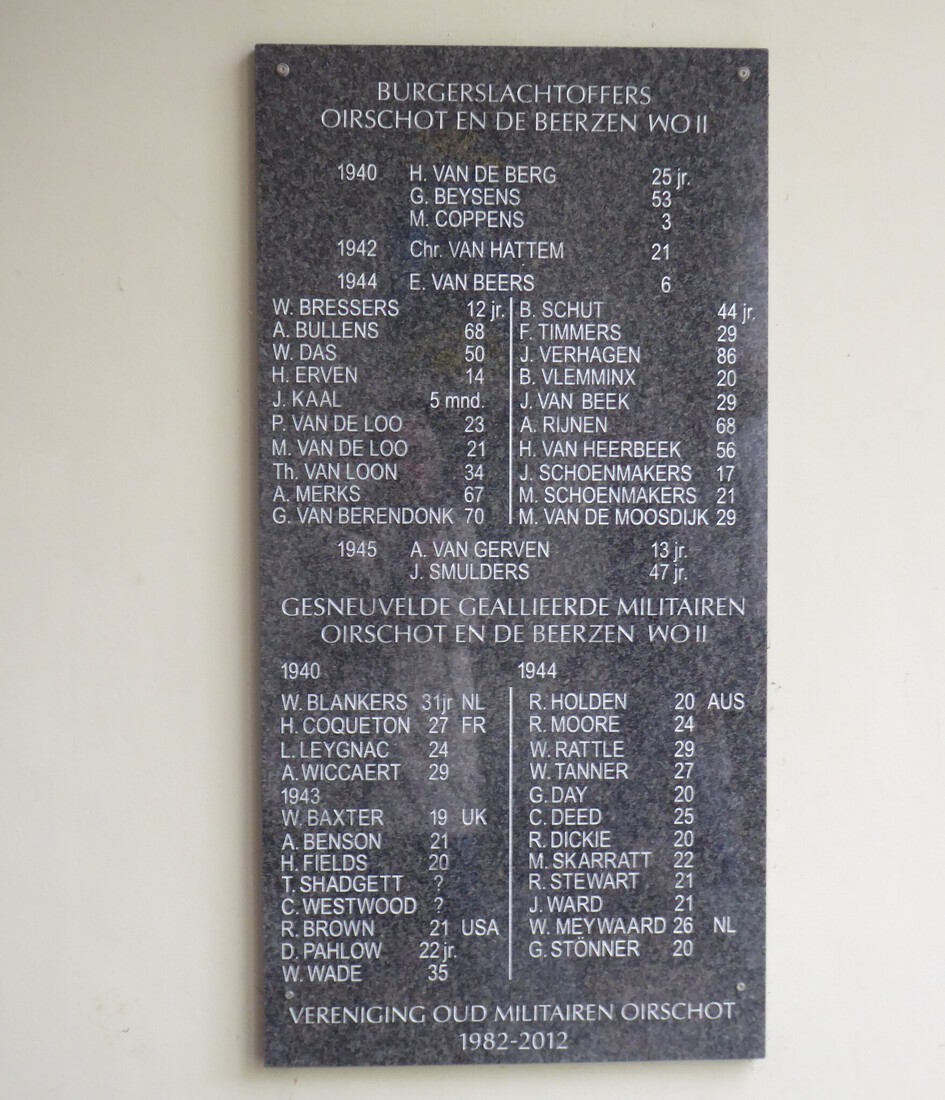 BURGERSLACHTOFFERS
OIRSCHOT EN DE BEERZEN WO II
1940 H. VAN DE BERG 25 jr.
G. BEYSENS 53
M. COPPENS 3
1942 Chr. VAN HATTEM 21
1944 E. VAN BEERS 6
W. BRESSERS 12 jr.
A. BULLENS 68
W. DAS 50
H. ERVEN 14
J. KAAL 5 mnd.
P. VAN DE LOO 23
M. VAN DE LOO 21
Th. VAN LOON 34
A. MERKS 67
G. VAN BERENDONK 70
B. SCHUT 44 jr.
F. TIMMERS 29
J. VERHAGEN 86
B. VLEMMINX 20
J. VAN BEEK 29
A. RIJNEN 68
H. VAN HEERBEEK 56
J. SCHOENMAKERS 17
M. SCHOENMAKERS 21
M. VAN DE MOOSDIJK 29
1945 A. VAN GERVEN 13 jr.
J. SMULDERS 47 jr.
GESNEUVELDE GEALLIEERDE MILITAIREN
OIRSCHOT EN DE BEERZEN WO II
1940
W. BLANKERS 31jr NL
H. COQUETON 27 FR
L. LEYGNAC 24
A. WICCAERT 29
1943
W. BAXTER 19 UK
A. BENSON 21
H. FIELDS 20
T. SHADGETT ?
C. WESTWOOD ?
R. BROWN 21 USA
D. PAHLOW 22 jr.
W. WADE 35
1944
R. HOLDEN 20 AUS
R. MOORE 24
W. RATTLE 29
W. TANNER 27
G. DAY 20
C. DEED 25
R. DICKIE 20
M. SKARRATT 22
R. STEWART 21
J. WARD 21
W. MEYWAARD 26 NL
G. STÖNNER 20
VERENIGING OUD MILITAIREN OIRSCHOT
1982-2012